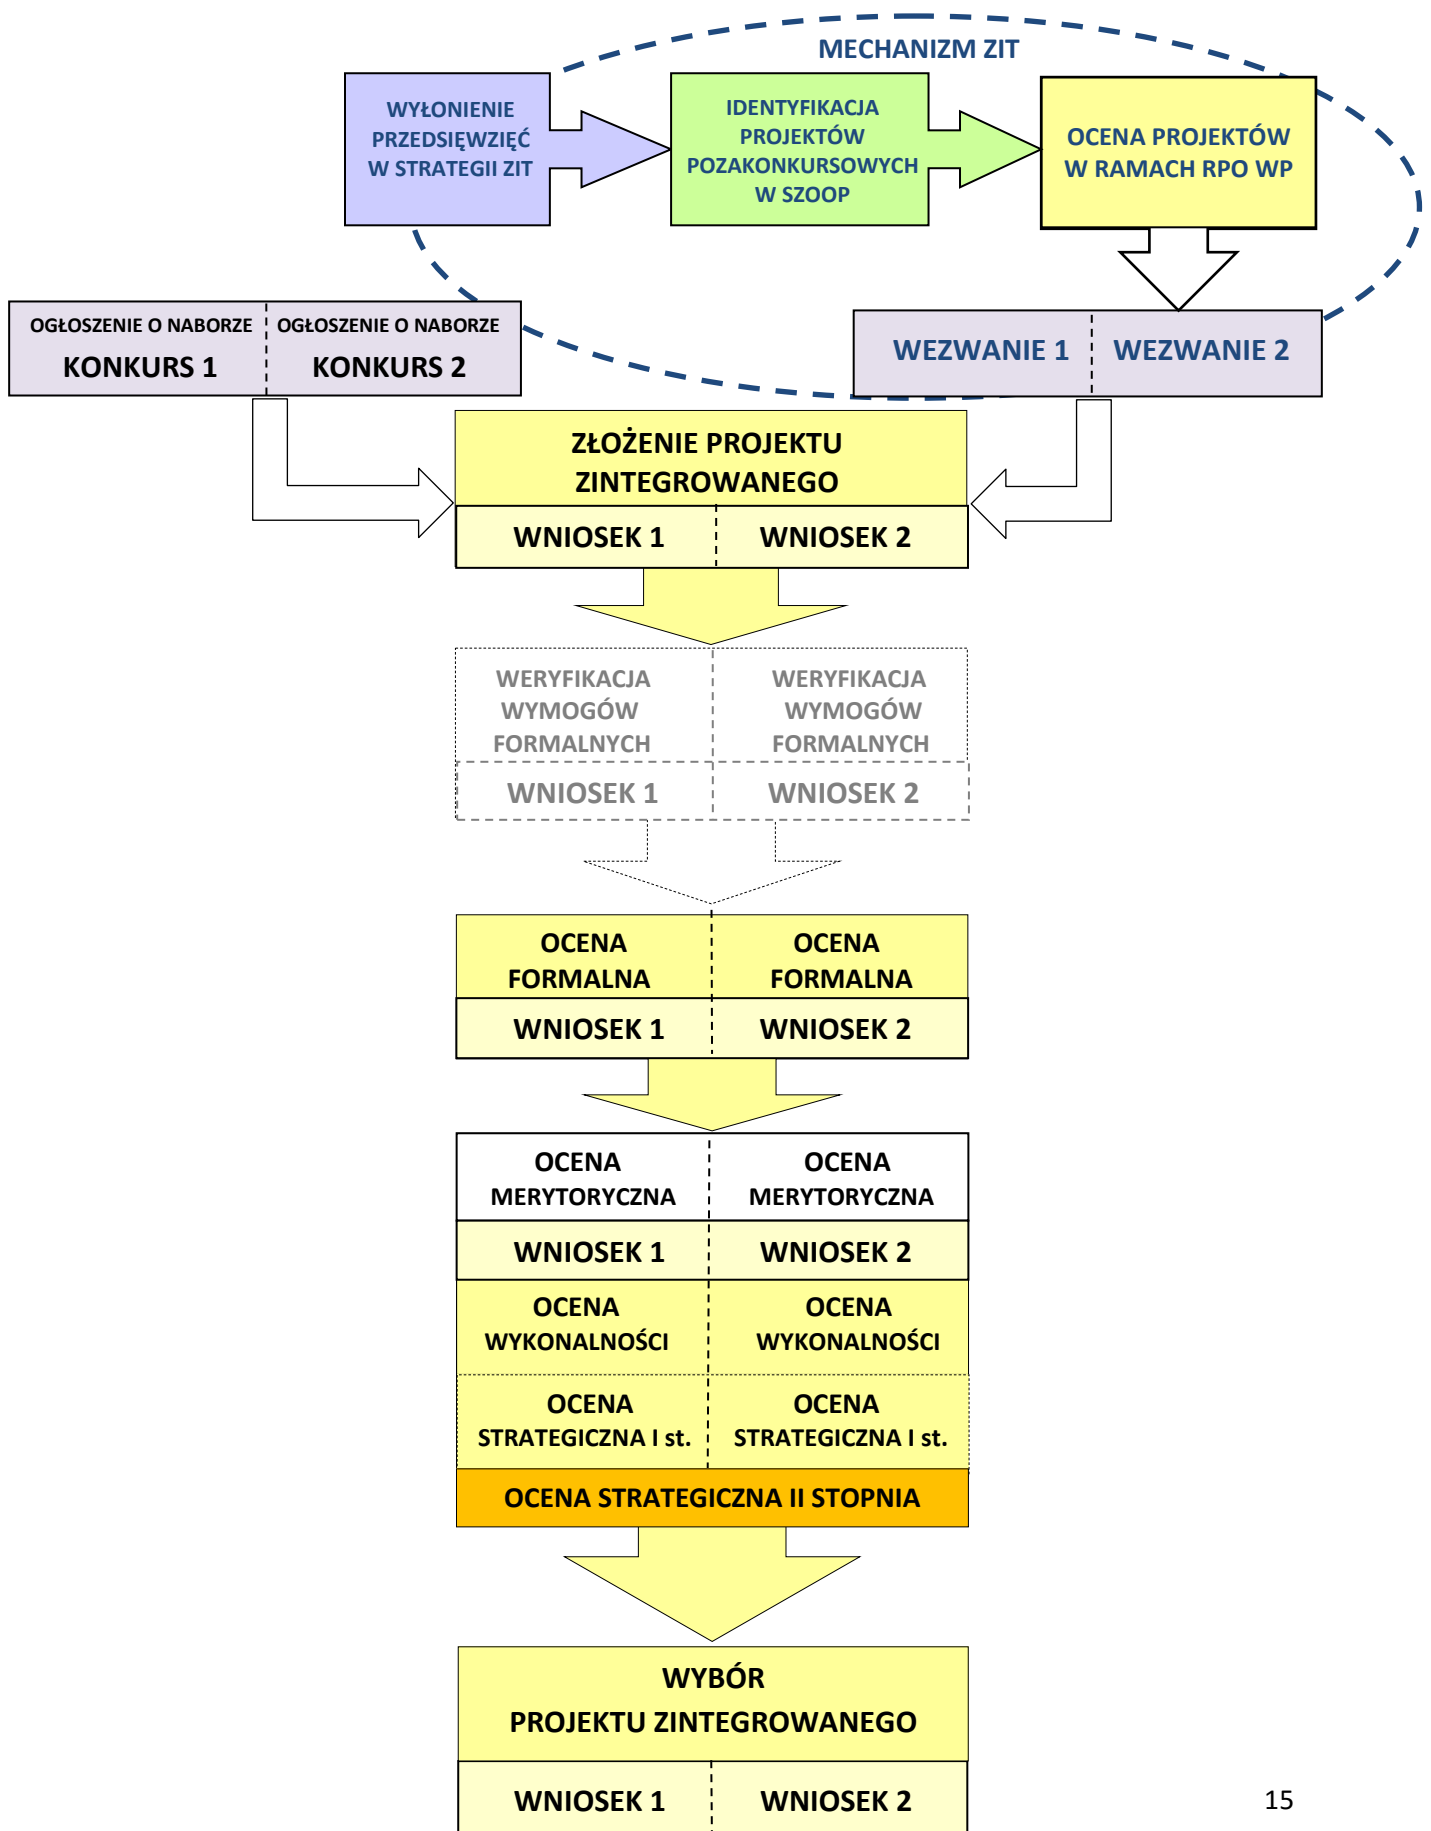 MECHANIZM ZIT
WYŁONIENIE
PRZEDSIĘWZIĘĆ
W STRATEGII ZIT
IDENTYFIKACJA
PROJEKTÓW
POZAKONKURSOWYCH
W SZOOP
OCENA PROJEKTÓW
W RAMACH RPO WP
OGŁOSZENIE O NABORZE
KONKURS 1
OGŁOSZENIE O NABORZE
KONKURS 2
WEZWANIE 1
WEZWANIE 2
ZŁOŻENIE PROJEKTU
ZINTEGROWANEGO
WNIOSEK 1
WNIOSEK 2
WERYFIKACJA
WYMOGÓW
FORMALNYCH
WERYFIKACJA
WYMOGÓW
FORMALNYCH
WNIOSEK 1
WNIOSEK 2
OCENA
FORMALNA
OCENA
FORMALNA
WNIOSEK 1
WNIOSEK 2
OCENA
MERYTORYCZNA
OCENA
MERYTORYCZNA
WNIOSEK 1
WNIOSEK 2
OCENA
WYKONALNOŚCI
OCENA
WYKONALNOŚCI
OCENA
STRATEGICZNA I st.
OCENA
STRATEGICZNA I st.
OCENA STRATEGICZNA II STOPNIA
WYBÓR
PROJEKTU ZINTEGROWANEGO
WNIOSEK 1
WNIOSEK 2
15